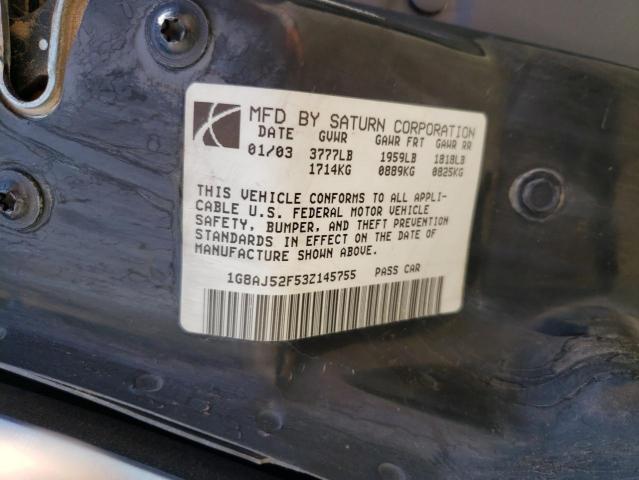 MFD BY SATURN CORPORATION
DATE GVWR GAWR FRT GAWR RR
01/03 3777LB 1959LB 1818LB
1714KG 0889KG 0825KG
THIS VEHICLE CONFORMS TO ALL APPLI-
CABLE U.S. FEDERAL MOTOR VEHICLE
SAFETY, BUMPER, AND THEFT PREVENTION
STANDARDS IN EFFECT ON THE DATE OF
MANUFACTURE SHOWN ABOVE.
1G8AJ52F53Z145755 PASS CAR